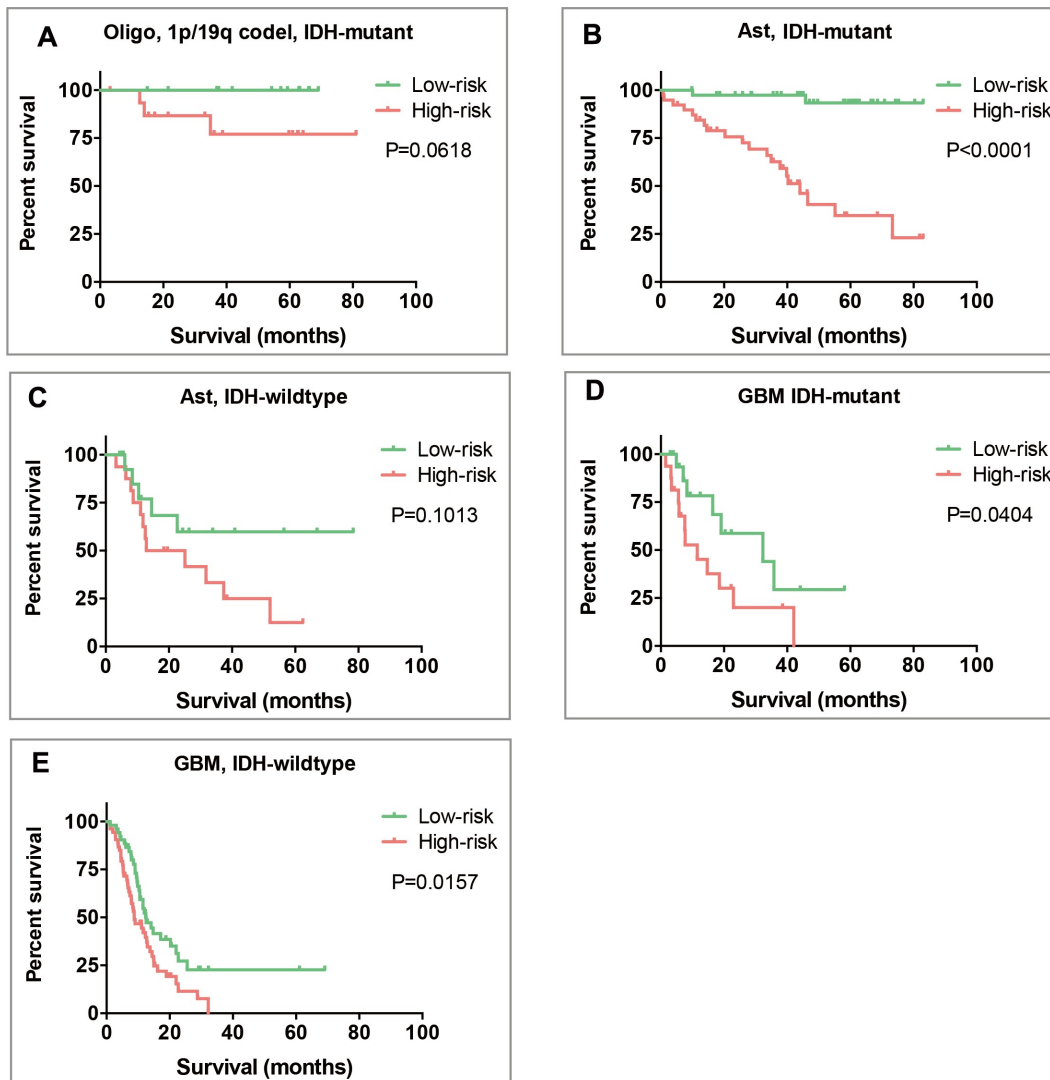 A
Oligo, 1p/19q codel, IDH-mutant
Percent survival
100
75
50
25
0
0 20 40 60 80 100
Survival (months)
Low-risk
High-risk
P=0.0618
B
Ast, IDH-mutant
Percent survival
100
75
50
25
0
0 20 40 60 80 100
Survival (months)
Low-risk
High-risk
P<0.0001
C
Ast, IDH-wildtype
Percent survival
100
75
50
25
0
0 20 40 60 80 100
Survival (months)
Low-risk
High-risk
P=0.1013
D
GBM IDH-mutant
Percent survival
100
75
50
25
0
0 20 40 60 80 100
Survival (months)
Low-risk
High-risk
P=0.0404
E
GBM, IDH-wildtype
Percent survival
100
75
50
25
0
0 20 40 60 80 100
Survival (months)
Low-risk
High-risk
P=0.0157